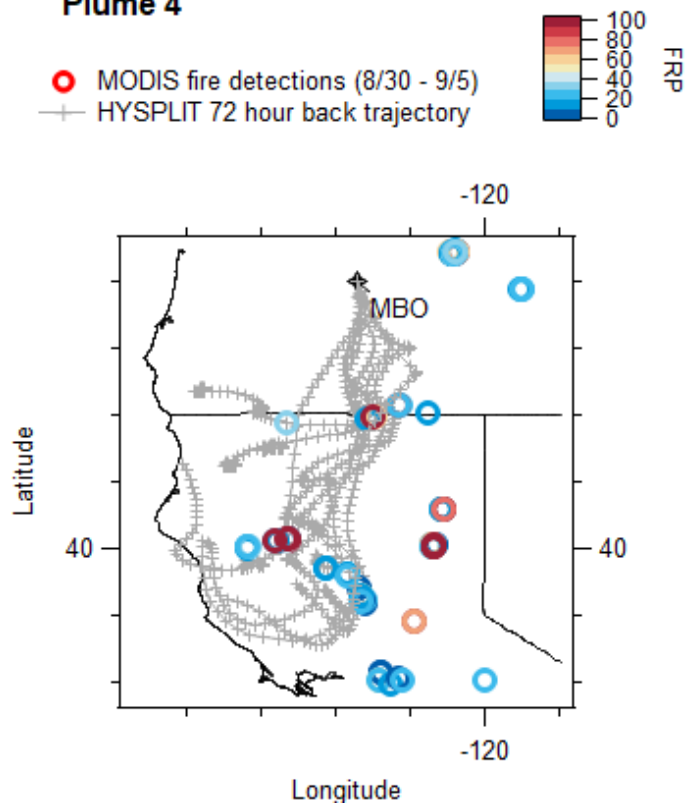 Plume 4
MODIS fire detections (8/30 - 9/5)
HYSPLIT 72 hour back trajectory
100
80
60
40
20
0
FRP
-120
MBO
Latitude
40
40
-120
Longitude